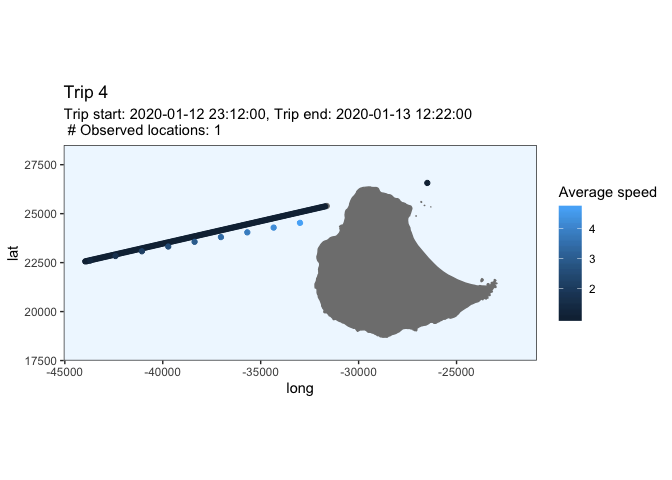 Trip 4
Trip start: 2020-01-12 23:12:00, Trip end: 2020-01-13 12:22:00
# Observed locations: 1
27500
25000
22500
20000
17500
lat
-45000 -40000 -35000 -30000 -25000
long
Average speed
4
3
2